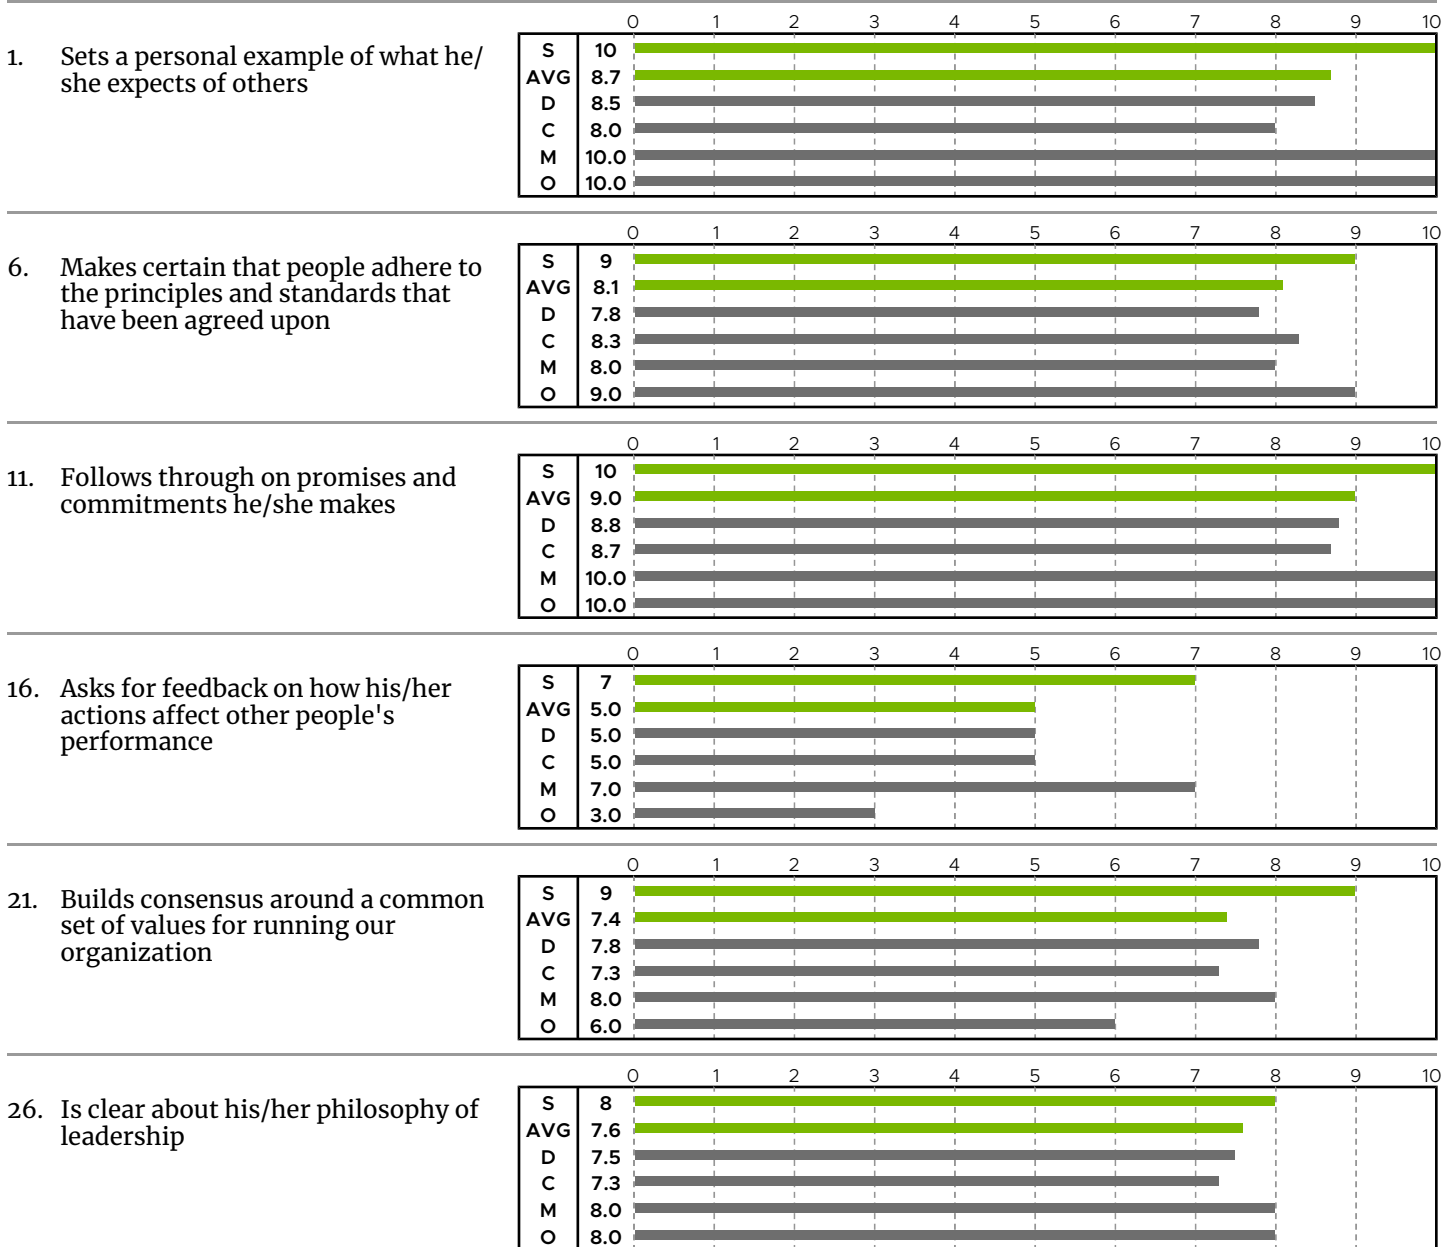 0 1 2 3 4 5 6 7 8 9 10
1. Sets a personal example of what he/
she expects of others
S 10
AVG 8.7
D 8.5
C 8.0
M 10.0
O 10.0
0 1 2 3 4 5 6 7 8 9 10
6. Makes certain that people adhere to
the principles and standards that
have been agreed upon
S 9
AVG 8.1
D 7.8
C 8.3
M 8.0
O 9.0
0 1 2 3 4 5 6 7 8 9 10
11. Follows through on promises and
commitments he/she makes
S 10
AVG 9.0
D 8.8
C 8.7
M 10.0
O 10.0
0 1 2 3 4 5 6 7 8 9 10
16. Asks for feedback on how his/her
actions affect other people's
performance
S 7
AVG 5.0
D 5.0
C 5.0
M 7.0
O 3.0
0 1 2 3 4 5 6 7 8 9 10
21. Builds consensus around a common
set of values for running our
organization
S 9
AVG 7.4
D 7.8
C 7.3
M 8.0
O 6.0
0 1 2 3 4 5 6 7 8 9 10
26. Is clear about his/her philosophy of
leadership
S 8
AVG 7.6
D 7.5
C 7.3
M 8.0
O 8.0